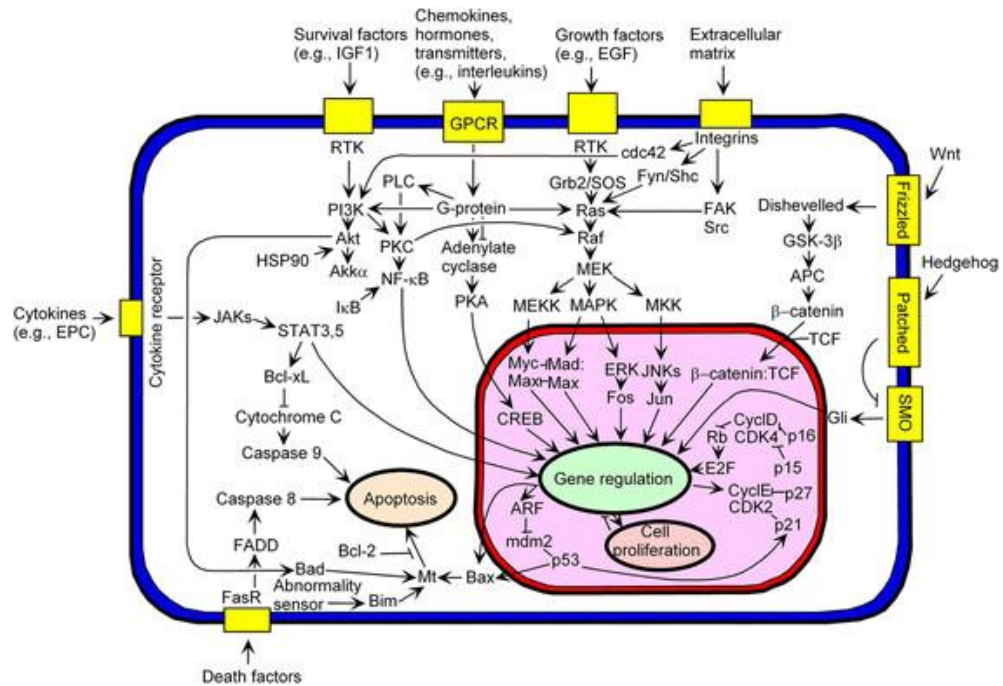 Survival factors
(e.g., IGF1)
Chemokines,
hormones,
transmitters,
(e.g., interleukins)
Growth factors
(e.g., EGF)
Extracellular
matrix
GPCR
RTK
RTK
Integrins
cdc42
Fyn/Shc
Grb2/SOS
PLC
PI3K
G-protein
Ras
FAK
Src
Wnt
Frizzled
Dishevelled
GSK-3β
APC
β-catenin
TCF
Hedgehog
Patched
SMO
Gli
Akt
HSP90
Akkα
PKC
Adenylate
cyclase
Raf
NF-κB
IκB
PKA
MEK
MEKK
MAPK
MKK
Cytokines
(e.g., EPC)
Cytokine receptor
JAKs
STAT3,5
Bcl-xL
Cytochrome C
Caspase 9
Caspase 8
Apoptosis
Myc
Max
Mad:
Max
ERK
Fos
JNKs
Jun
β-catenin:TCF
CREB
CyclD
CDK4
Rb
p16
p15
E2F
CyclE
CDK2
p27
p21
Gene regulation
ARF
mdm2
p53
Cell
proliferation
FADD
FasR
Bcl-2
Bad
Mt
Bax
Abnormality
sensor
Bim
Death factors